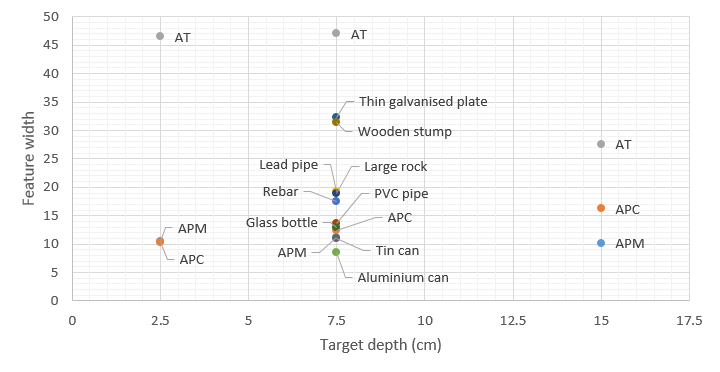 50
45
40
35
30
25
20
15
10
5
0
Feature width
AT
APM
APC
AT
Thin galvanised plate
Wooden stump
Lead pipe
Large rock
Rebar
PVC pipe
Glass bottle
APC
APM
Tin can
Aluminium can
AT
APC
APM
0 2.5 5 7.5 10 12.5 15 17.5
Target depth (cm)